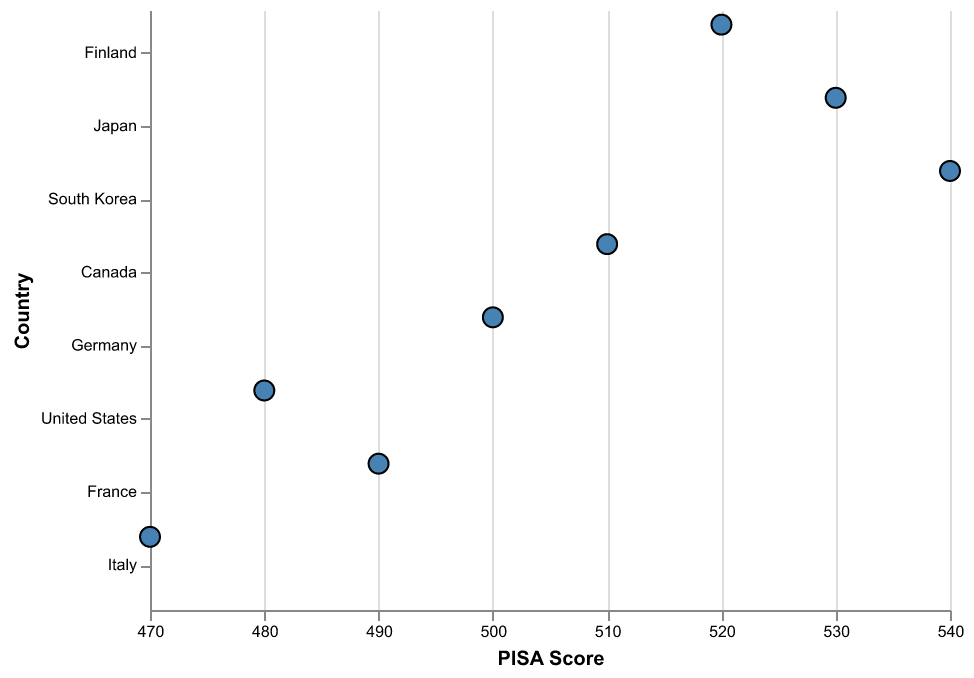 Finland
Japan
South Korea
Canada
Germany
United States
France
Italy
Country
470 480 490 500 510 520 530 540
PISA Score